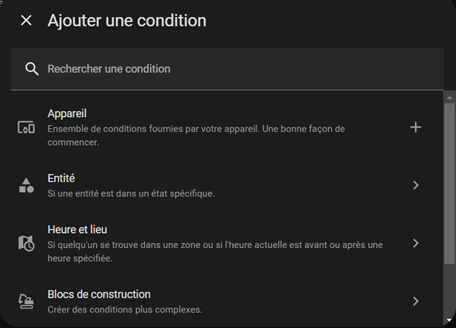 Ajouter une condition
Rechercher une condition
Appareil
Ensemble de conditions fournies par votre appareil. Une bonne façon de
commencer.
Entité
Si une entité est dans un état spécifique.
Heure et lieu
Si quelqu'un se trouve dans une zone ou si l'heure actuelle est avant ou après une
heure spécifiée.
Blocs de construction
Créer des conditions plus complexes.